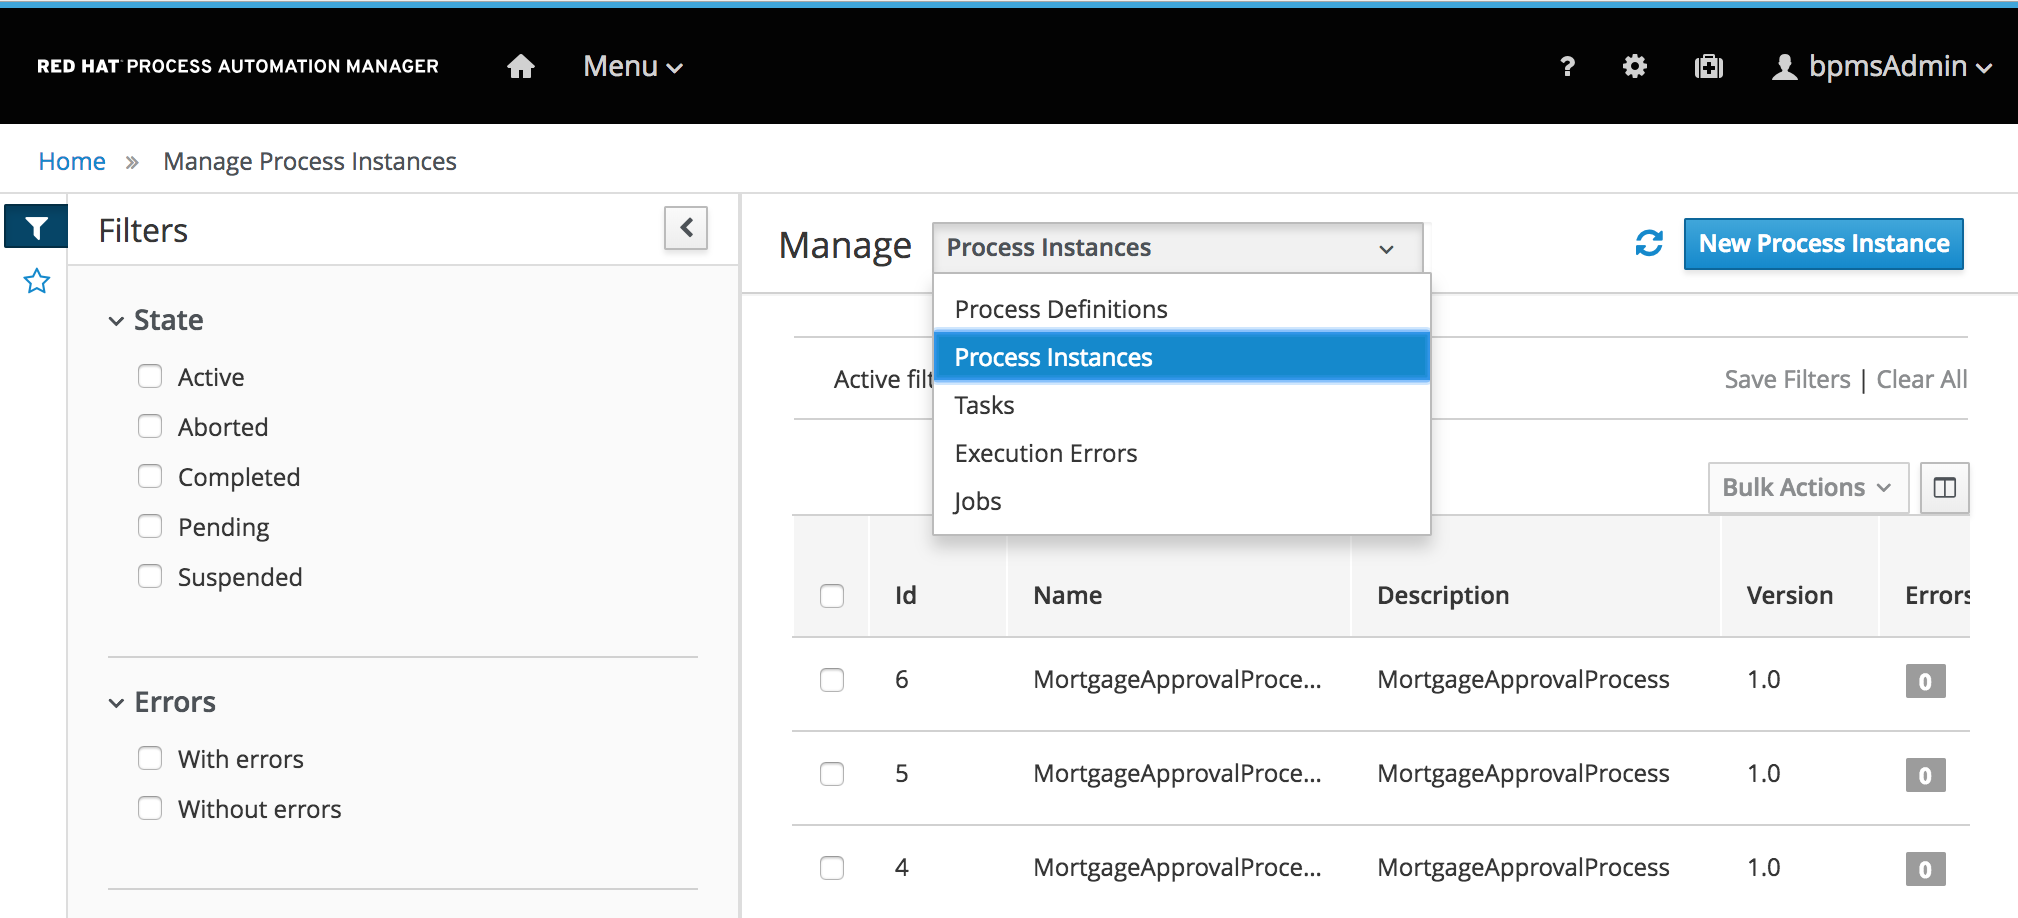 RED HAT PROCESS AUTOMATION MANAGER
Menu
?
bpmsAdmin
Home » Manage Process Instances
Filters
State
Active
Aborted
Completed
Pending
Suspended
Errors
With errors
Without errors
Manage
Process Instances
New Process Instance
Process Definitions
Process Instances
Tasks
Execution Errors
Jobs
Active filt
Save Filters | Clear All
Bulk Actions
Id Name Description Version Errors
6 MortgageApprovalProce... MortgageApprovalProcess 1.0 0
5 MortgageApprovalProce... MortgageApprovalProcess 1.0 0
4 MortgageApprovalProce... MortgageApprovalProcess 1.0 0